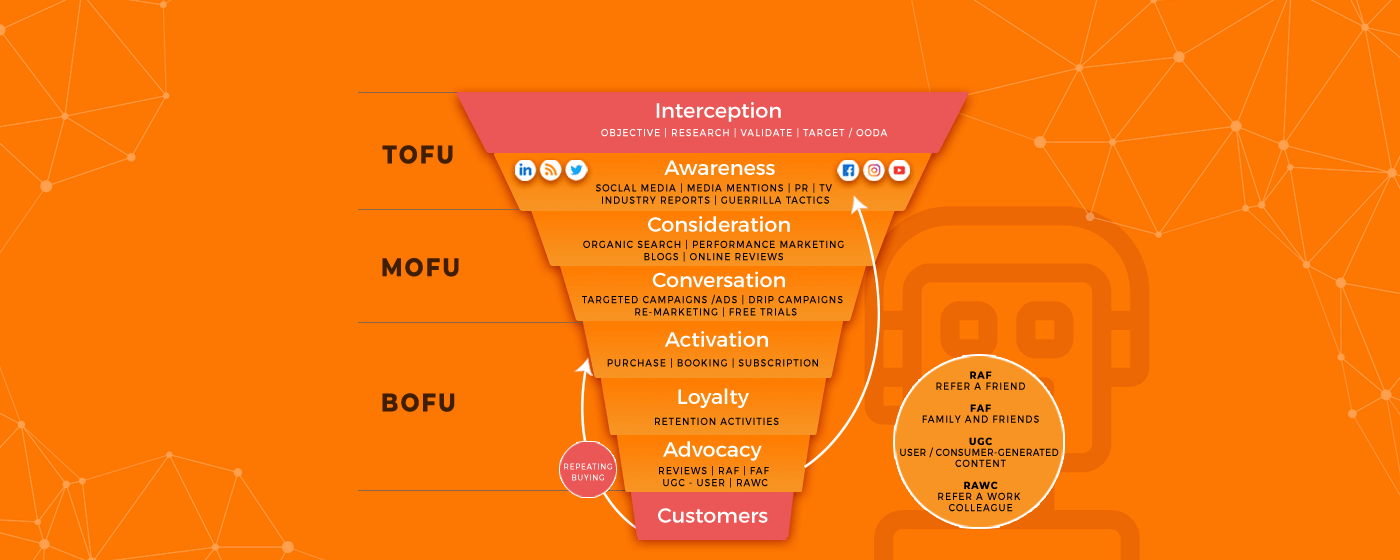 TOFU
MOFU
BOFU
Interception
OBJECTIVE | RESEARCH | VALIDATE | TARGET / OODA
Awareness
SOCLAL MEDIA | MEDIA MENTIONS | PR | TV
INDUSTRY REPORTS | GUERRILLA TACTICS
Consideration
ORGANIC SEARCH | PERFORMANCE MARKETING
BLOGS | ONLINE REVIEWS
Conversation
TARGETED CAMPAIGNS /ADS | DRIP CAMPAIGNS
RE-MARKETING | FREE TRIALS
Activation
PURCHASE | BOOKING | SUBSCRIPTION
Loyalty
RETENTION ACTIVITIES
Advocacy
REVIEWS | RAF | FAF
UGC - USER | RAWC
Customers
REPEATING
BUYING
RAF
REFER A FRIEND
FAF
FAMILY AND FRIENDS
UGC
USER / CONSUMER-GENERATED
CONTENT
RAWC
REFER A WORK
COLLEAGUE